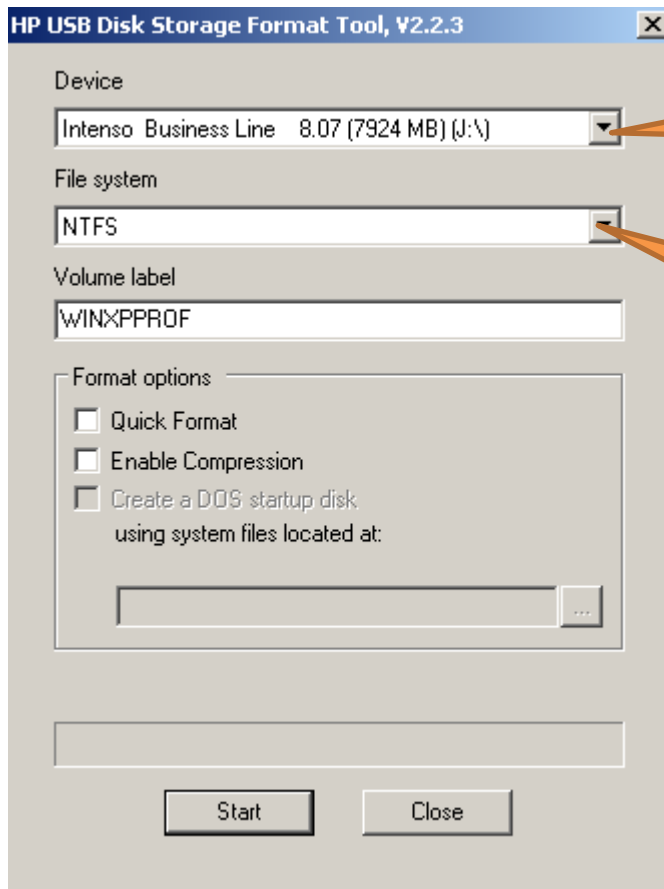 HP USB Disk Storage Format Tool, V2.2.3
Device
Intenso Business Line 8.07 (7924 MB) (J:\)
File system
NTFS
Volume label
WINXPPROF
Format options
Quick Format
Enable Compression
Create a DOS startup disk
using system files located at:
...
Start
Close